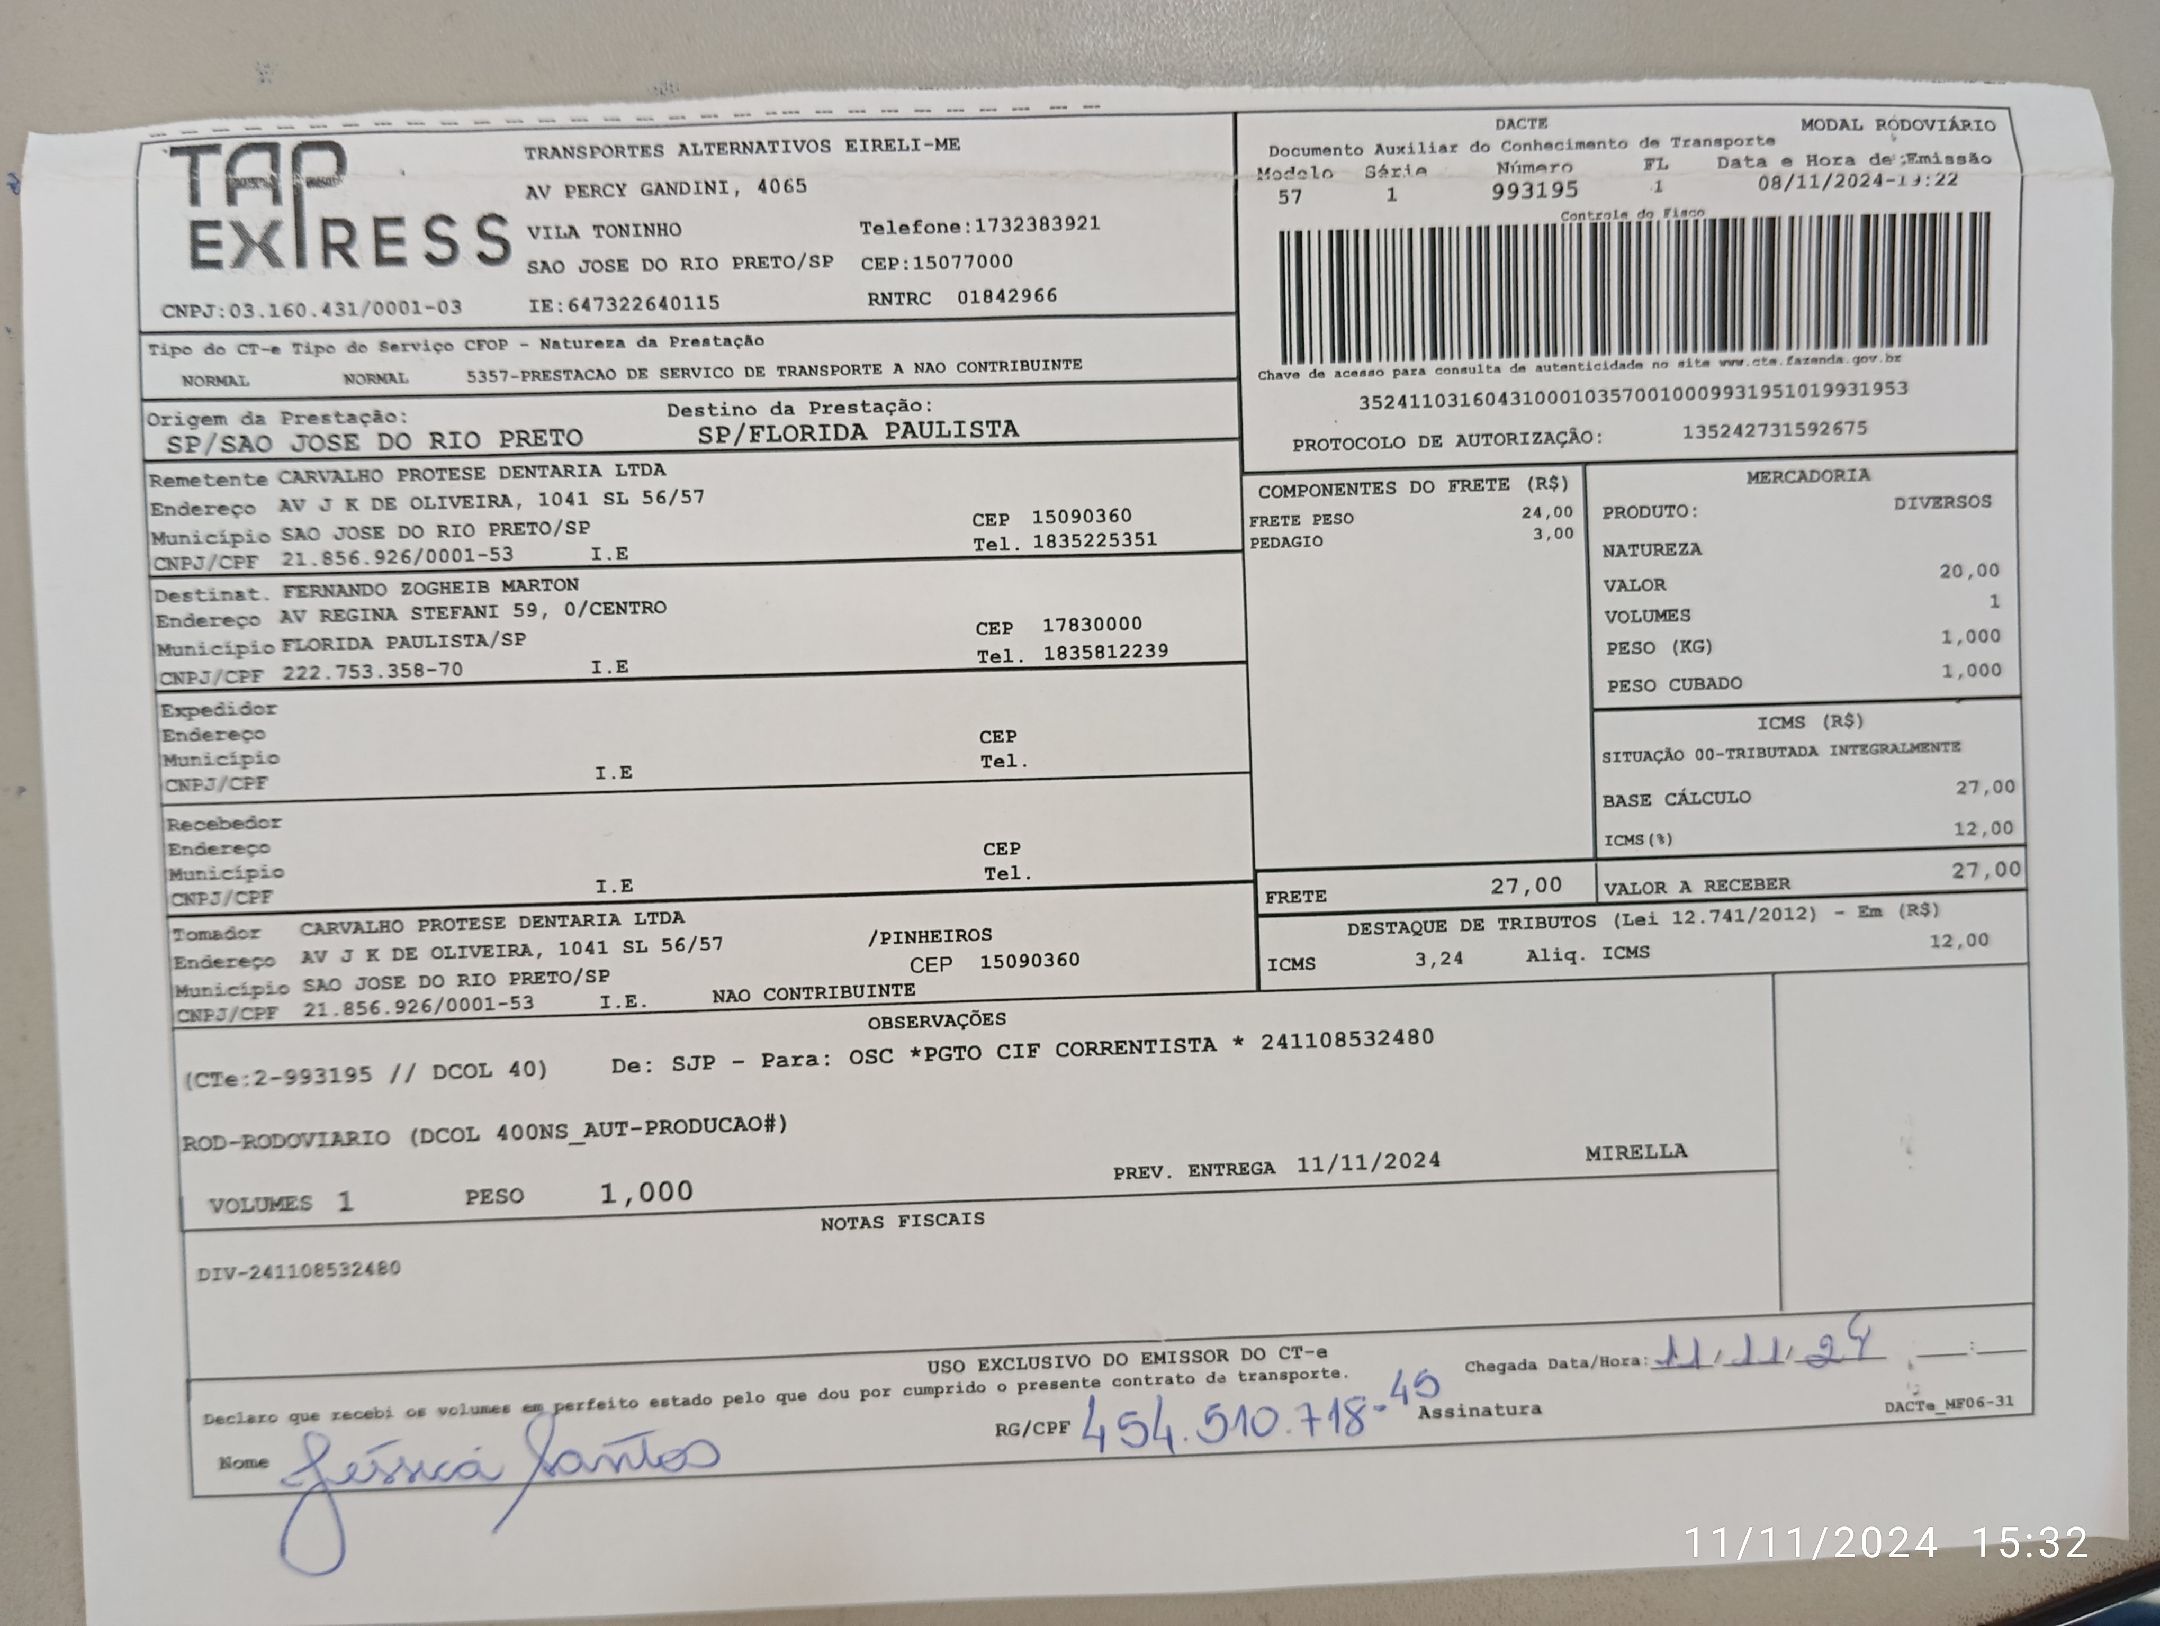 TAP EXPRESS
TRANSPORTES ALTERNATIVOS EIRELI-ME
AV PERCY GANDINI, 4065
VILA TONINHO Telefone:1732383921
SAO JOSE DO RIO PRETO/SP CEP:15077000
CNPJ:03.160.431/0001-03 IE:647322640115 RNTRC 01842966
DACTE MODAL RODOVIÁRIO
Documento Auxiliar do Conhecimento de Transporte
Modelo Série Número FL Data e Hora de Emissão
57 1 993195 1 08/11/2024-19:22
Controle do Fisco
Chave de acesso para consulta de autenticidade no site www.cte.fazenda.gov.br
35241103160431000103570010009931951019931953
PROTOCOLO DE AUTORIZAÇÃO: 135242731592675
Tipo do CT-e Tipo do Serviço CFOP - Natureza da Prestação
NORMAL NORMAL 5357-PRESTACAO DE SERVICO DE TRANSPORTE A NAO CONTRIBUINTE
Origem da Prestação: Destino da Prestação:
SP/SAO JOSE DO RIO PRETO SP/FLORIDA PAULISTA
Remetente CARVALHO PROTESE DENTARIA LTDA
Endereço AV J K DE OLIVEIRA, 1041 SL 56/57
Município SAO JOSE DO RIO PRETO/SP CEP 15090360
CNPJ/CPF 21.856.926/0001-53 I.E Tel. 1835225351
Destinat. FERNANDO ZOGHEIB MARTON
Endereço AV REGINA STEFANI 59, 0/CENTRO
Município FLORIDA PAULISTA/SP CEP 17830000
CNPJ/CPF 222.753.358-70 I.E Tel. 1835812239
Expedidor
Endereço CEP
Município Tel.
CNPJ/CPF I.E
Recebedor
Endereço CEP
Município Tel.
CNPJ/CPF I.E
Tomador CARVALHO PROTESE DENTARIA LTDA
Endereço AV J K DE OLIVEIRA, 1041 SL 56/57 /PINHEIROS
Município SAO JOSE DO RIO PRETO/SP CEP 15090360
CNPJ/CPF 21.856.926/0001-53 I.E. NAO CONTRIBUINTE
COMPONENTES DO FRETE (R$)
FRETE PESO 24,00
PEDAGIO 3,00
MERCADORIA
PRODUTO: DIVERSOS
NATUREZA
VALOR 20,00
VOLUMES 1
PESO (KG) 1,000
PESO CUBADO 1,000
ICMS (R$)
SITUAÇÃO 00-TRIBUTADA INTEGRALMENTE
BASE CÁLCULO 27,00
ICMS(%) 12,00
FRETE 27,00 VALOR A RECEBER 27,00
DESTAQUE DE TRIBUTOS (Lei 12.741/2012) - Em (R$)
ICMS 3,24 Aliq. ICMS 12,00
OBSERVAÇÕES
(CTe:2-993195 // DCOL 40) De: SJP - Para: OSC *PGTO CIF CORRENTISTA * 241108532480
ROD-RODOVIARIO (DCOL 400NS_AUT-PRODUCAO#)
VOLUMES 1 PESO 1,000 PREV. ENTREGA 11/11/2024 MIRELLA
NOTAS FISCAIS
DIV-241108532480
USO EXCLUSIVO DO EMISSOR DO CT-e
Chegada Data/Hora: 11/11/24 __:__
Declaro que recebi os volumes em perfeito estado pelo que dou por cumprido o presente contrato de transporte.
DACTe_MF06-31
Nome Jéssica Santos RG/CPF 454.510.718-45 Assinatura
11/11/2024 15:32